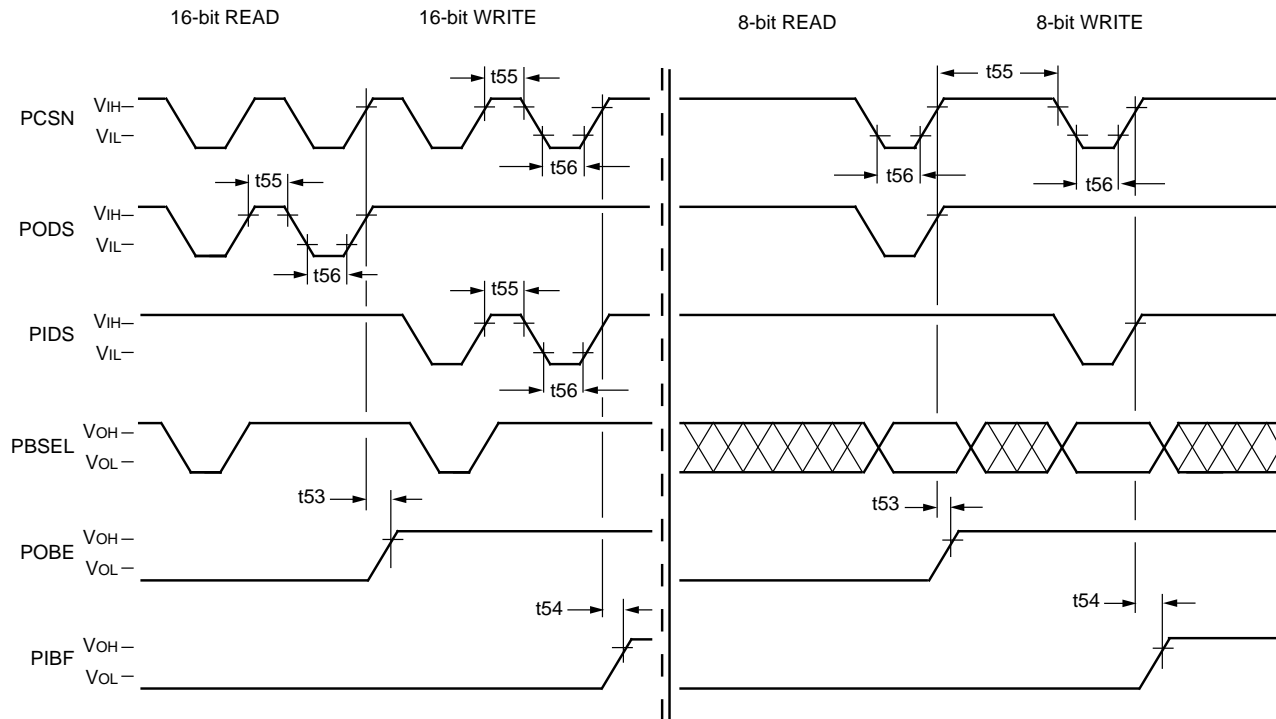 16-bit READ 16-bit WRITE 8-bit READ 8-bit WRITE
t55 t55
PCSN VIH– VIL–
t56 t56 t56
t55
PODS VIH– VIL–
t56
t55
PIDS VIH– VIL–
t56
PBSEL VOH– VOL–
t53 t53
POBE VOH– VOL–
t54 t54
PIBF VOH– VOL–